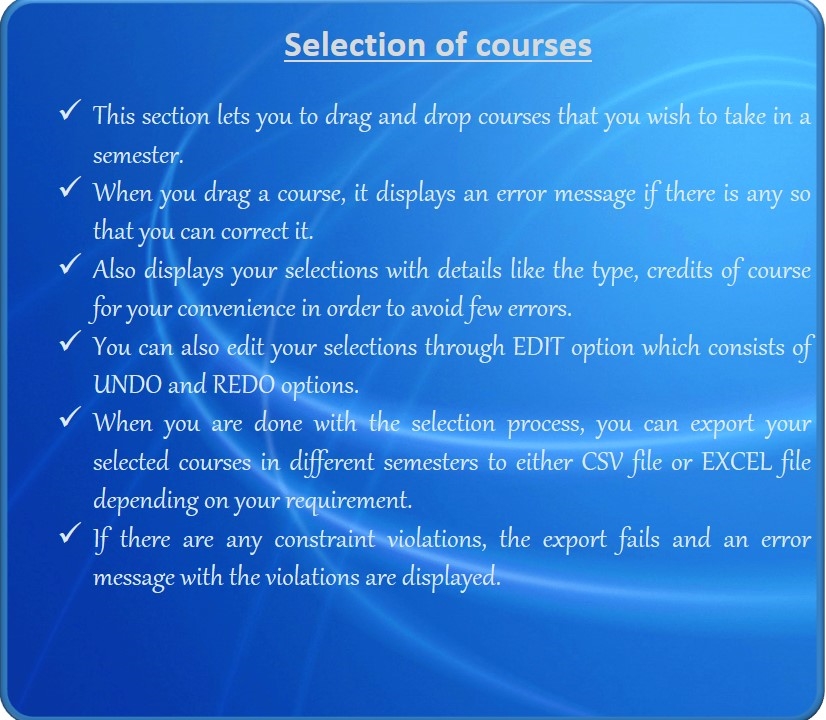 Selection of courses
✓ This section lets you to drag and drop courses that you wish to take in a
semester.
✓ When you drag a course, it displays an error message if there is any so
that you can correct it.
✓ Also displays your selections with details like the type, credits of course
for your convenience in order to avoid few errors.
✓ You can also edit your selections through EDIT option which consists of
UNDO and REDO options.
✓ When you are done with the selection process, you can export your
selected courses in different semesters to either CSV file or EXCEL file
depending on your requirement.
✓ If there are any constraint violations, the export fails and an error
message with the violations are displayed.